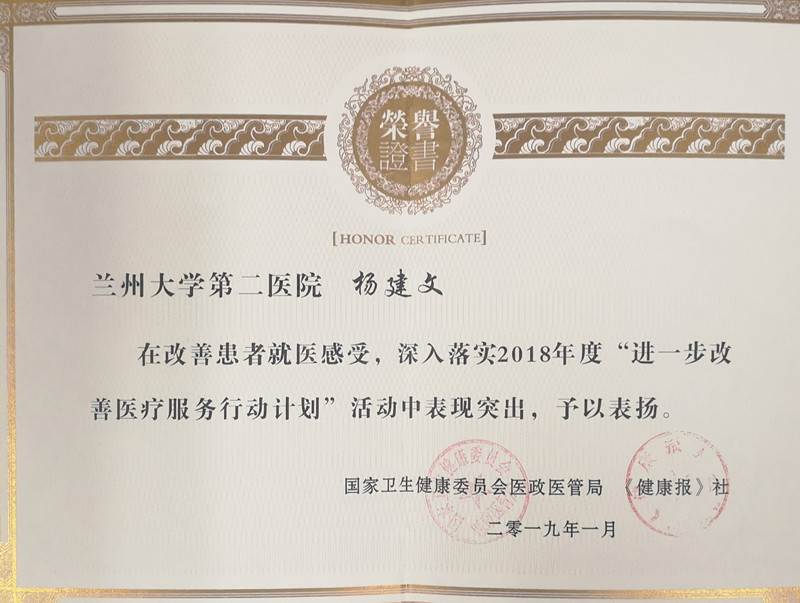 榮譽
證書
[HONOR CERTIFICATE]
兰州大学第二医院 杨建文
在改善患者就医感受，深入落实2018年度“进一步改
善医疗服务行动计划”活动中表现突出，予以表扬。
国家卫生健康委员会医政医管局 《健康报》社
二零一九年一月